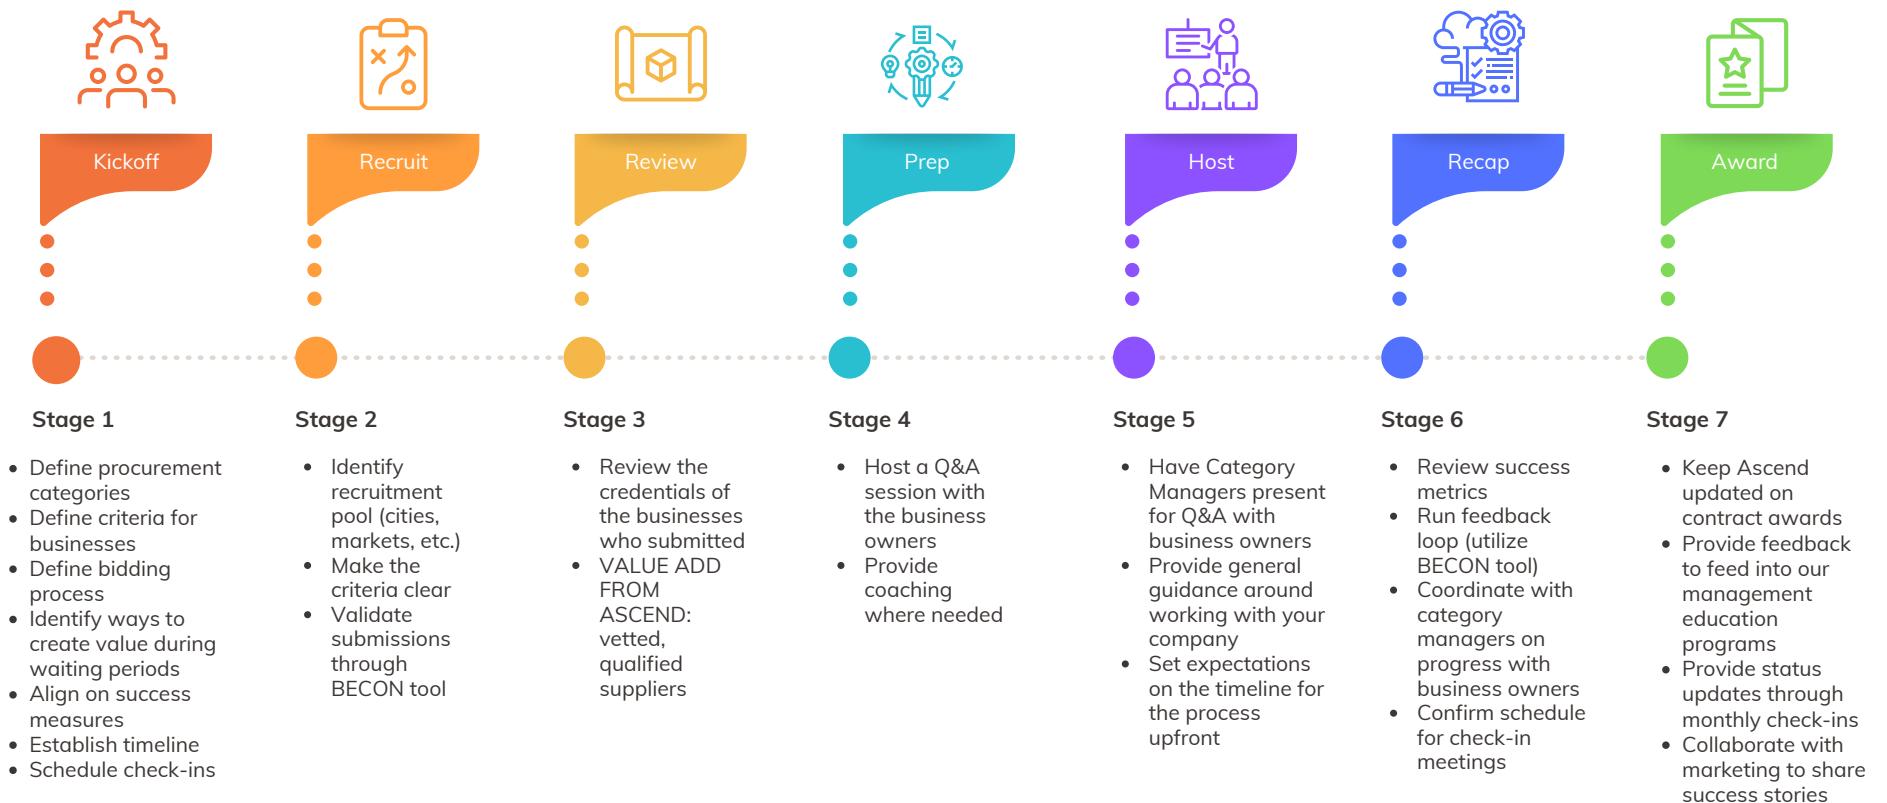 Kickoff
Recruit
Review
Prep
Host
Recap
Award
Stage 1
• Define procurement
categories
• Define criteria for
businesses
• Define bidding
process
• Identify ways to
create value during
waiting periods
• Align on success
measures
• Establish timeline
• Schedule check-ins
Stage 2
• Identify
recruitment
pool (cities,
markets, etc.)
• Make the
criteria clear
• Validate
submissions
through
BECON tool
Stage 3
• Review the
credentials of
the businesses
who submitted
• VALUE ADD
FROM
ASCEND:
vetted,
qualified
suppliers
Stage 4
• Host a Q&A
session with
the business
owners
• Provide
coaching
where needed
Stage 5
• Have Category
Managers present
for Q&A with
business owners
• Provide general
guidance around
working with your
company
• Set expectations
on the timeline for
the process
upfront
Stage 6
• Review success
metrics
• Run feedback
loop (utilize
BECON tool)
• Coordinate with
category
managers on
progress with
business owners
• Confirm schedule
for check-in
meetings
Stage 7
• Keep Ascend
updated on
contract awards
• Provide feedback
to feed into our
management
education
programs
• Provide status
updates through
monthly check-ins
• Collaborate with
marketing to share
success stories